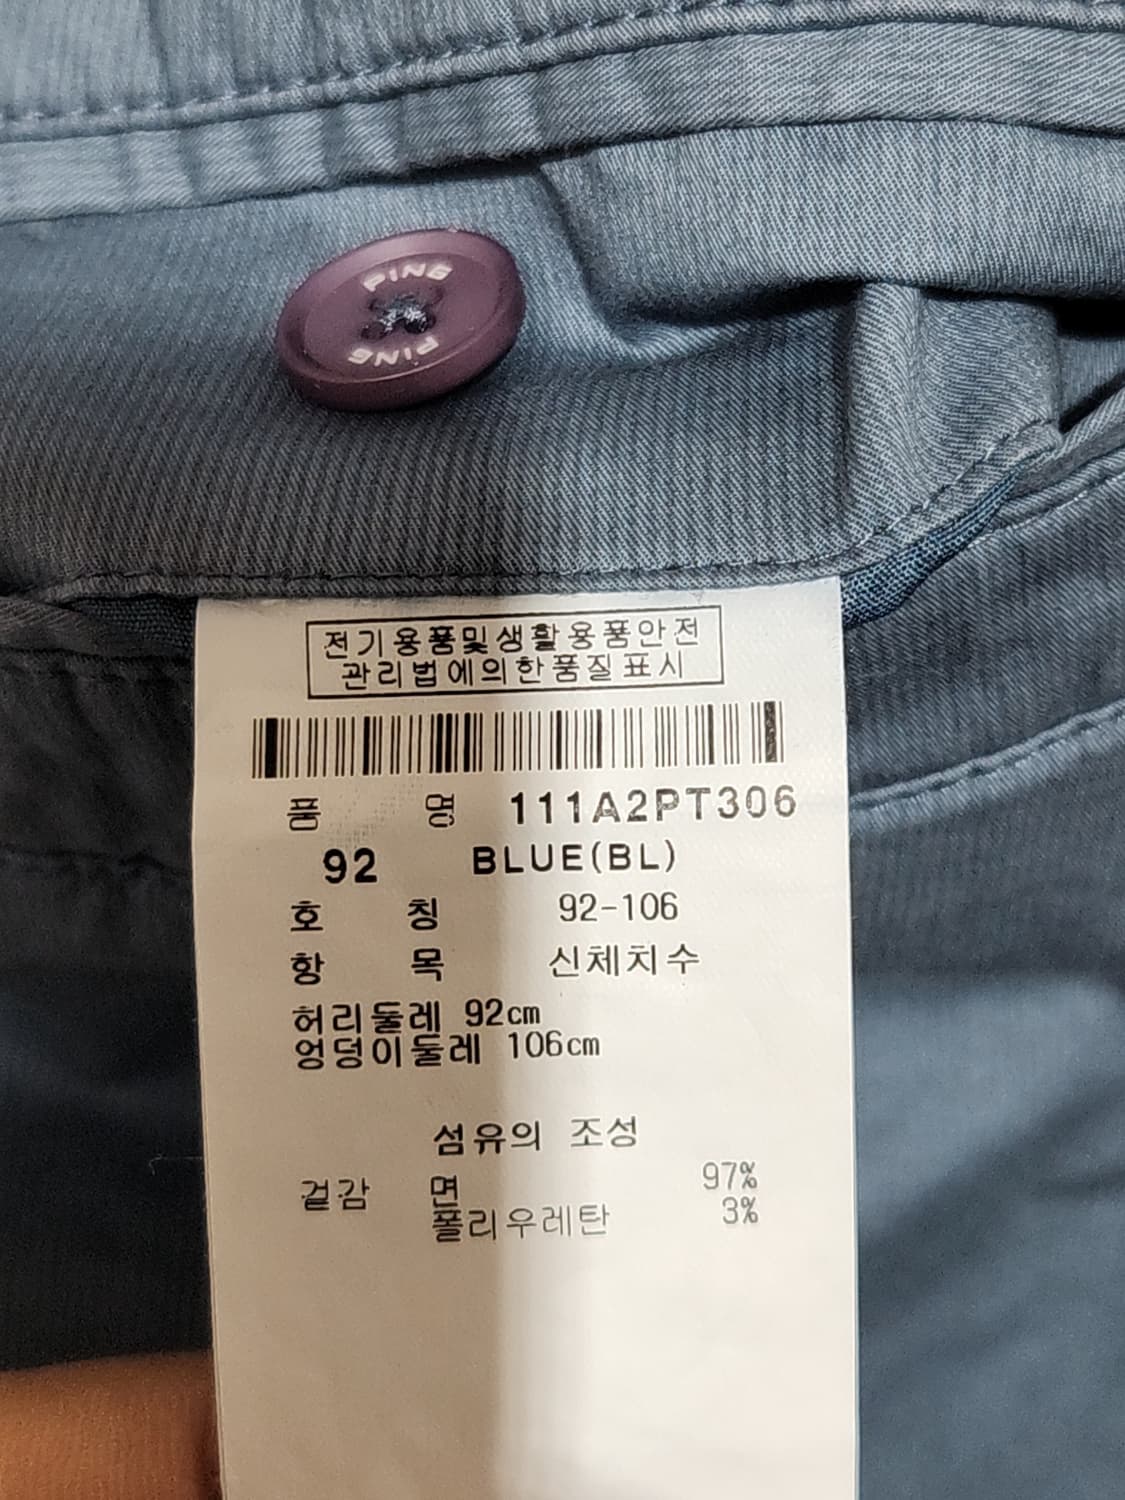 PING
PING
전기용품및생활용품안전
관리법에의한품질표시
품 명 111A2PT306
92 BLUE(BL)
호 칭 92-106
항 목 신체치수
허리둘레 92cm
엉덩이둘레 106cm
섬유의 조성
겉감 면 97%
폴리우레탄 3%